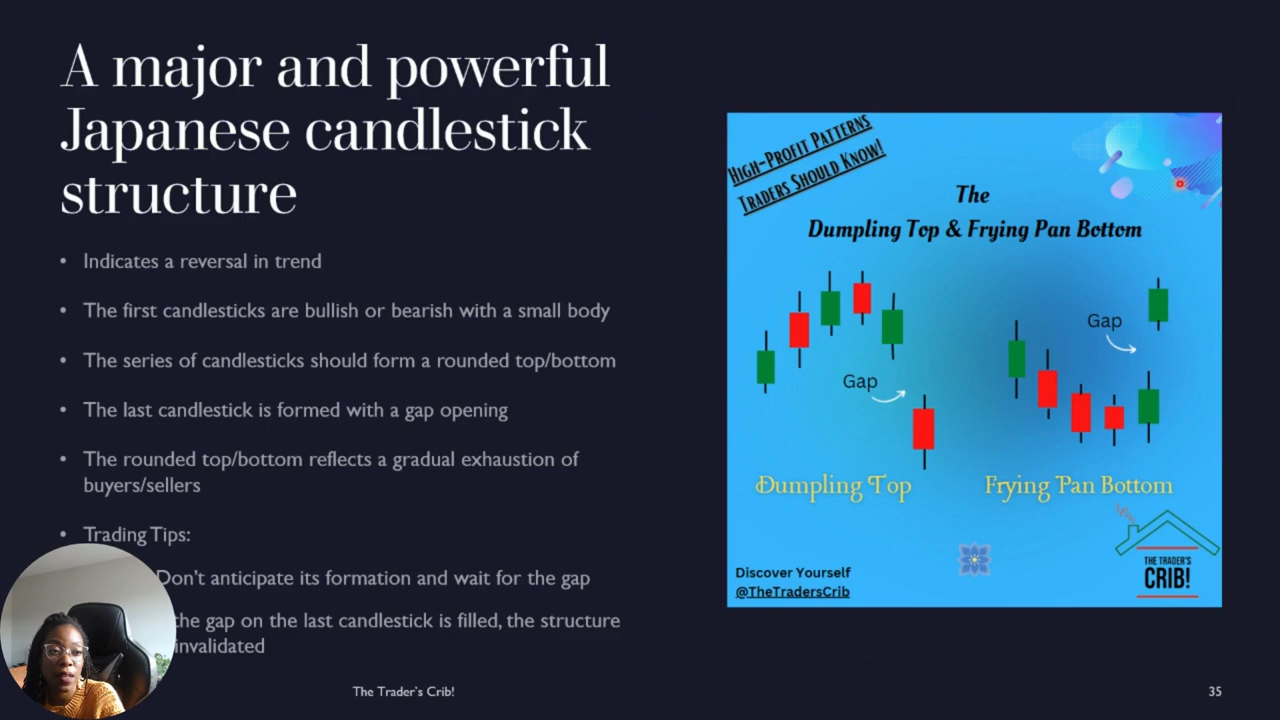 A major and powerful
Japanese candlestick
structure
• Indicates a reversal in trend
• The first candlesticks are bullish or bearish with a small body
• The series of candlesticks should form a rounded top/bottom
• The last candlestick is formed with a gap opening
• The rounded top/bottom reflects a gradual exhaustion of
buyers/sellers
• Trading Tips:
Don't anticipate its formation and wait for the gap
the gap on the last candlestick is filled, the structure
invalidated
The Trader's Crib!
35
High-Profit Patterns
Traders Should Know!
The
Dumpling Top & Frying Pan Bottom
Gap
Gap
Dumpling Top
Frying Pan Bottom
Discover Yourself
@TheTradersCrib
THE TRADER'S
CRIB!